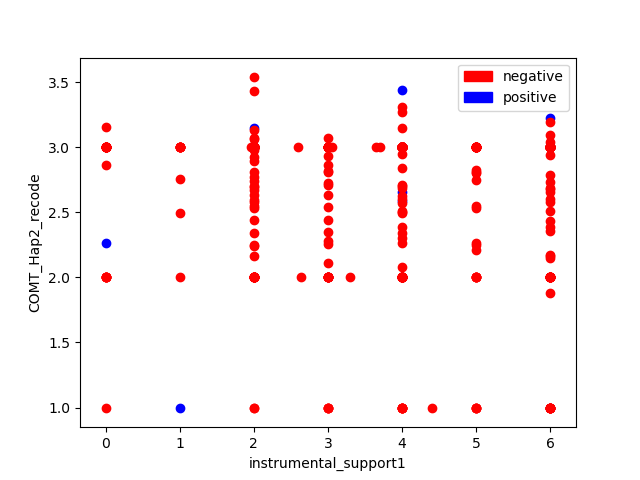 negative
positive
3.5
3.0
2.5
2.0
1.5
1.0
COMT_Hap2_recode
0 1 2 3 4 5 6
instrumental_support1